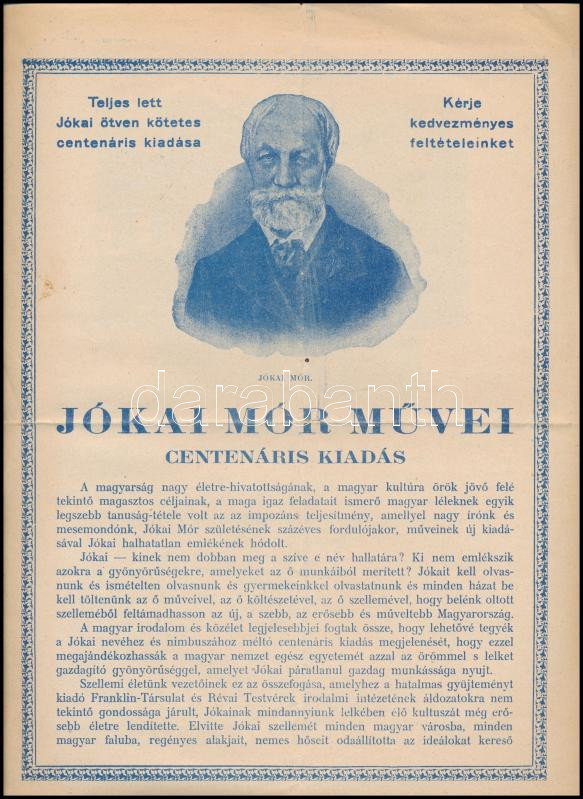 Teljes lett
Jókai ötven kötetes
centenáris kiadása
Kérje
kedvezményes
feltételeinket
JÓKAI MÓR.
darabanth
JÓKAI MÓR MŰVEI
CENTENÁRIS KIADÁS
A magyarság nagy életre-hivatottságának, a magyar kultúra örök jövő felé
tekintő magasztos céljainak, a maga igaz feladatait ismerő magyar léleknek egyik
legszebb tanuság-tétele volt az az impozáns teljesítmény, amellyel nagy írónk és
mesemondónk, Jókai Mór születésének százéves fordulójakor, műveinek új kiadá-
sával Jókai halhatatlan emlékének hódolt.
Jókai — kinek nem dobban meg a szíve e név hallatára? Ki nem emlékszik
azokra a gyönyörűségekre, amelyeket az ő munkáiból merített? Jókait kell olvas-
nunk és ismételten olvasnunk és gyermekeinkkel olvastatnunk és minden házat be
kell töltenünk az ő műveivel, az ő költészetével, az ő szellemével, hogy belénk oltott
szelleméből feltámadhasson az új, a szebb, az erősebb és műveltebb Magyarország.
A magyar irodalom és közélet legjelesebbjei fogtak össze, hogy lehetővé tegyék
a Jókai nevéhez és nimbuszához méltó centenáris kiadás megjelenését, hogy ezzel
megajándékozhassák a magyar nemzet egész egyetemét azzal az örömmel s lelket
gazdagító gyönyörűséggel, amelyet Jókai páratlanul gazdag munkássága nyujt.
Szellemi életünk vezetőinek ez az összefogása, amelyhez a hatalmas gyüjteményt
kiadó Franklin-Társulat és Révai Testvérek irodalmi intézetének áldozatokra nem
tekintő gondossága járult, Jókainak mindannyiunk lelkében élő kultuszát még erő-
sebb életre lendítette. Elvitte Jókai szellemét minden magyar városba, minden
magyar faluba, regényes alakjait, nemes hőseit odaállította az ideálokat kereső